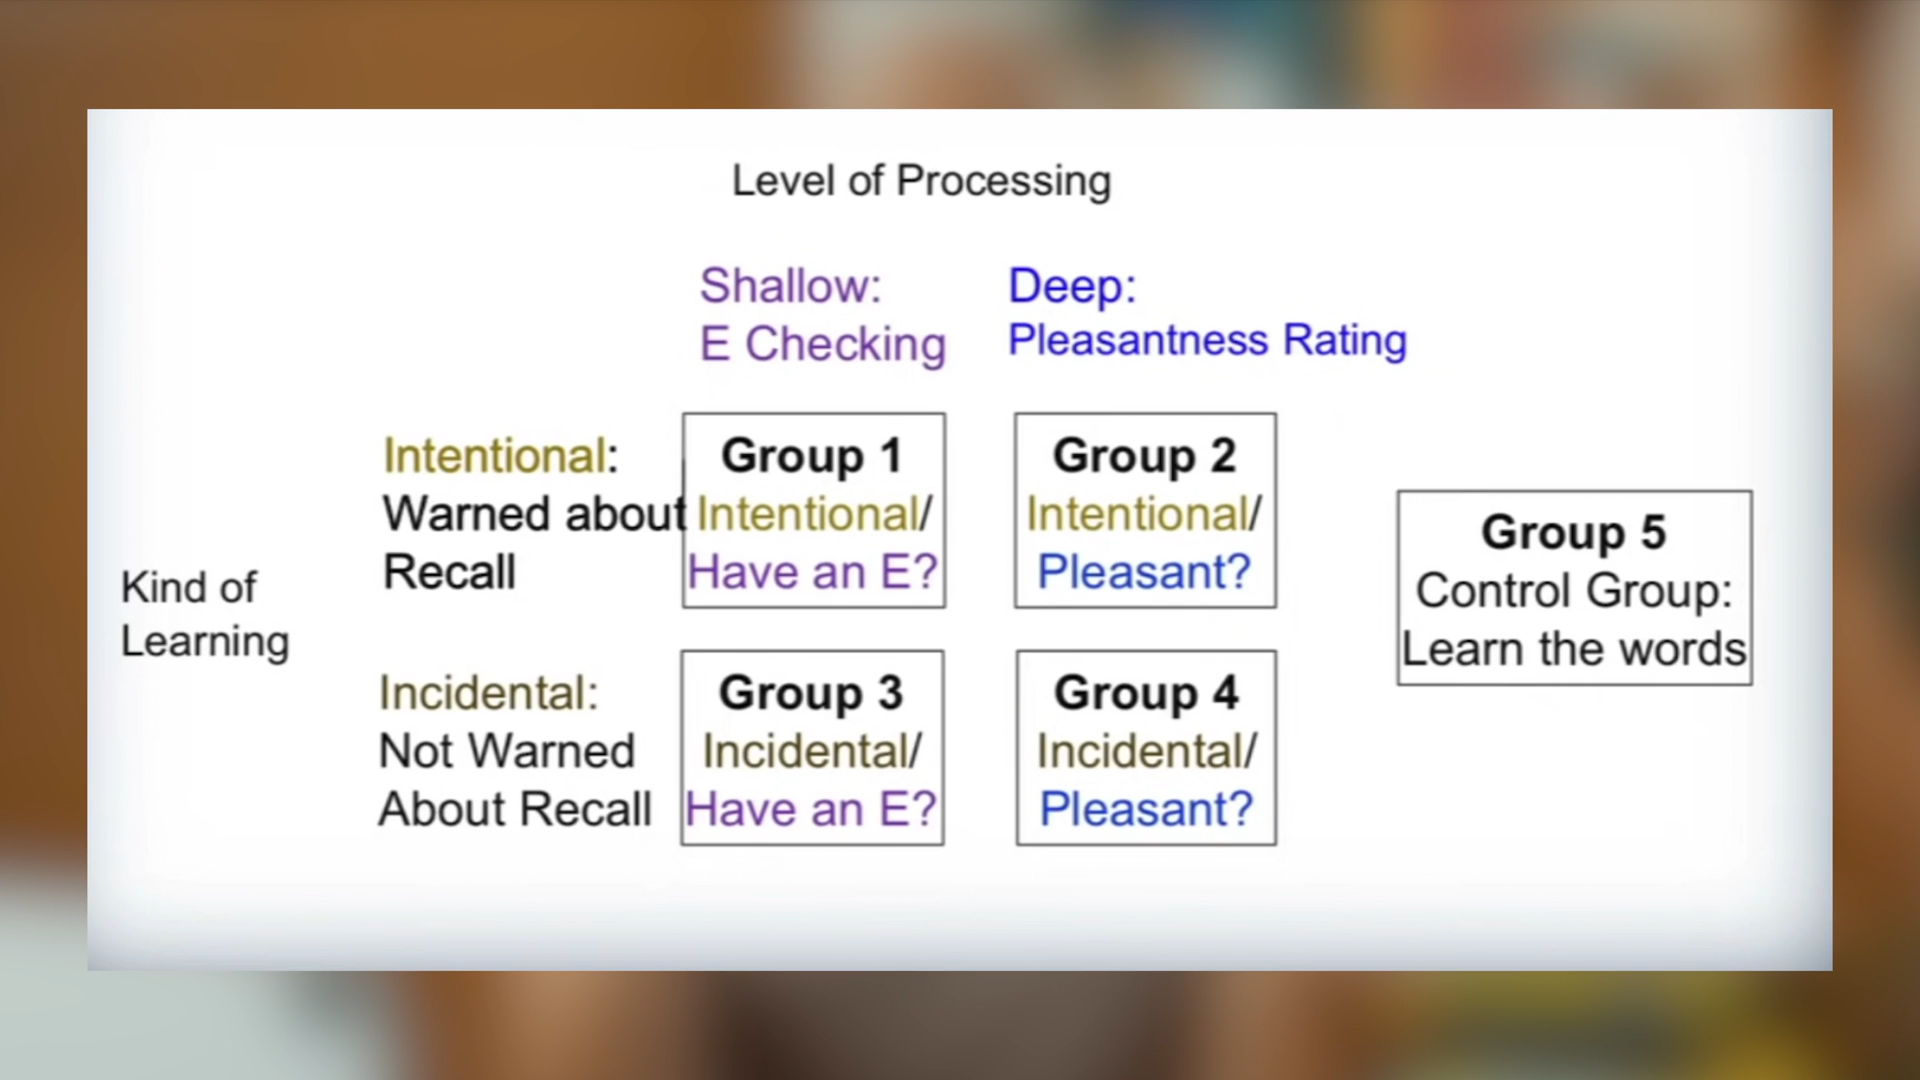 Level of Processing
Shallow:
E Checking
Deep:
Pleasantness Rating
Kind of
Learning
Intentional:
Warned about
Recall
Group 1
Intentional/
Have an E?
Group 2
Intentional/
Pleasant?
Incidental:
Not Warned
About Recall
Group 3
Incidental/
Have an E?
Group 4
Incidental/
Pleasant?
Group 5
Control Group:
Learn the words